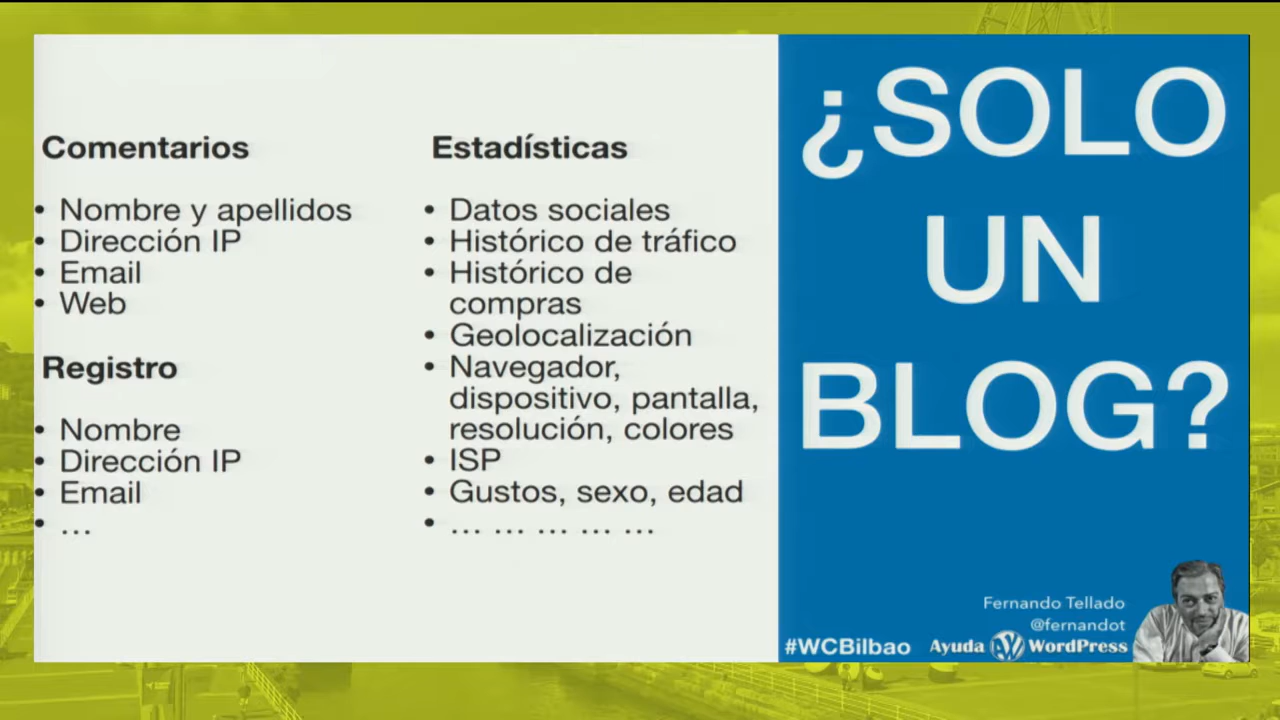 Comentarios
• Nombre y apellidos
• Dirección IP
• Email
• Web
Registro
• Nombre
• Dirección IP
• Email
• ...
Estadísticas
• Datos sociales
• Histórico de tráfico
• Histórico de
compras
• Geolocalización
• Navegador,
dispositivo, pantalla,
resolución, colores
• ISP
• Gustos, sexo, edad
• ... ... ... ... ...
¿SOLO
UN
BLOG?
Fernando Tellado
@fernandot
#WCBilbao Ayuda AW WordPress